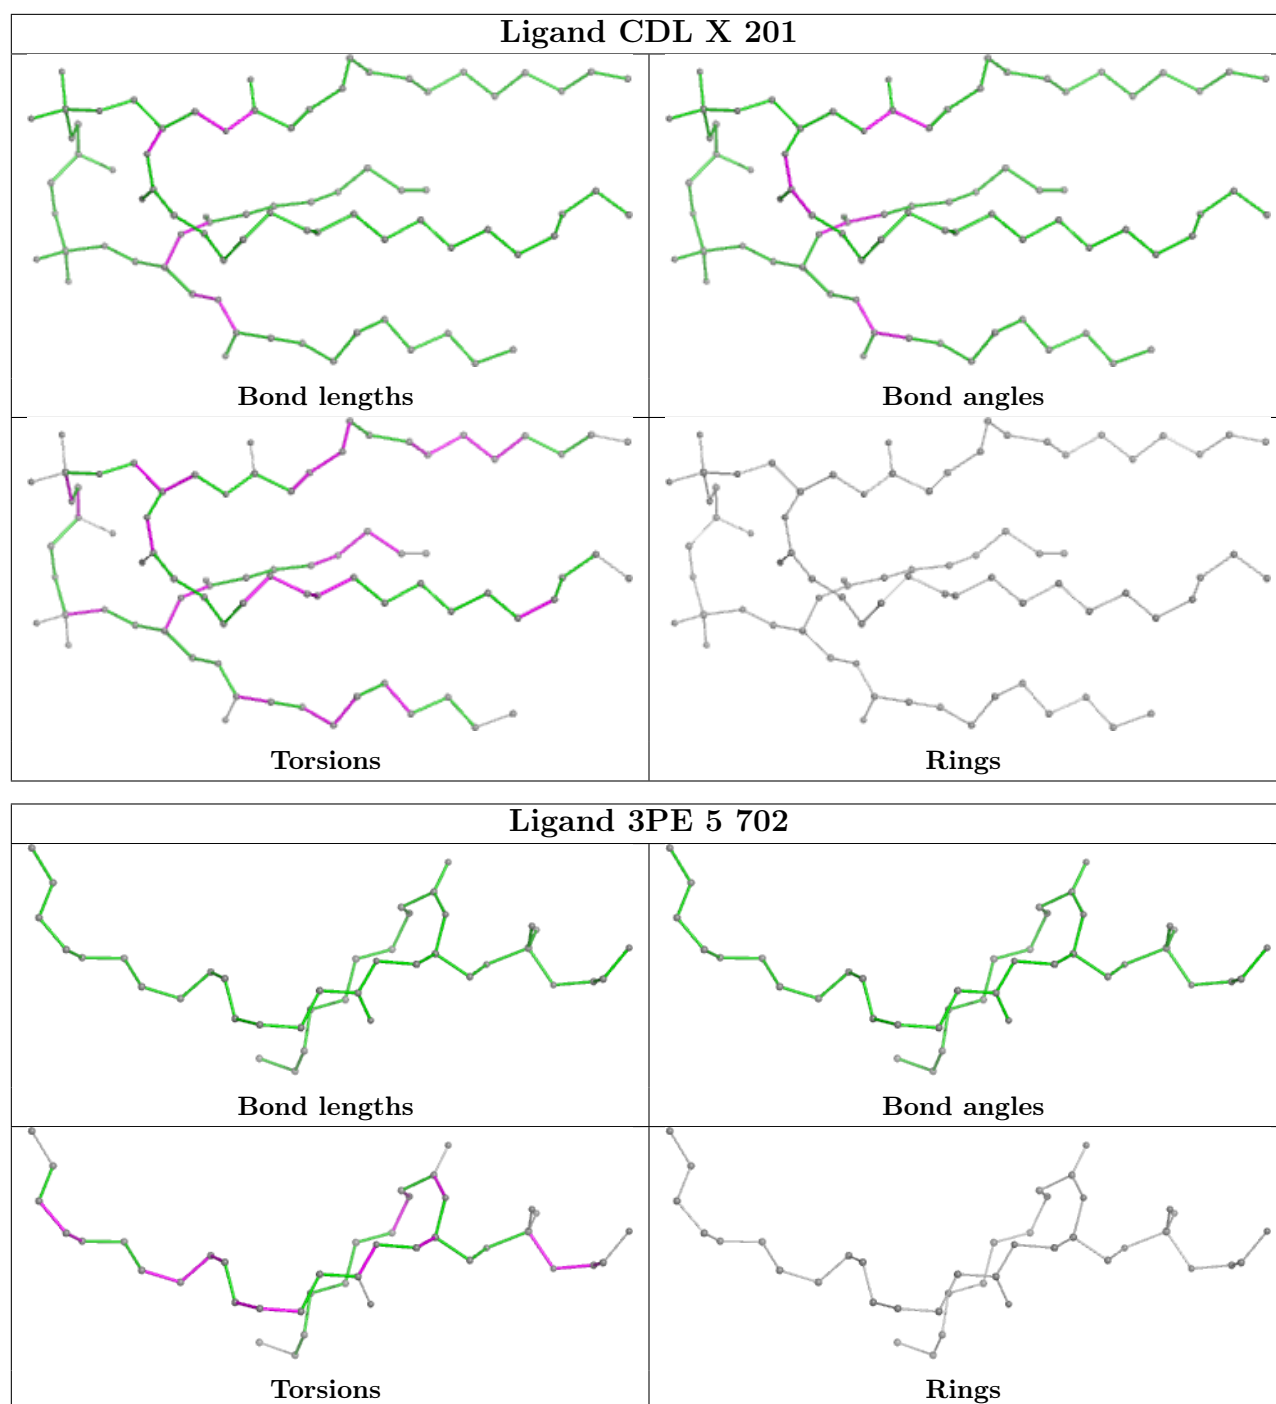 Ligand CDL X 201
Bond lengths
Bond angles
Torsions
Rings
Ligand 3PE 5 702
Bond lengths
Bond angles
Torsions
Rings